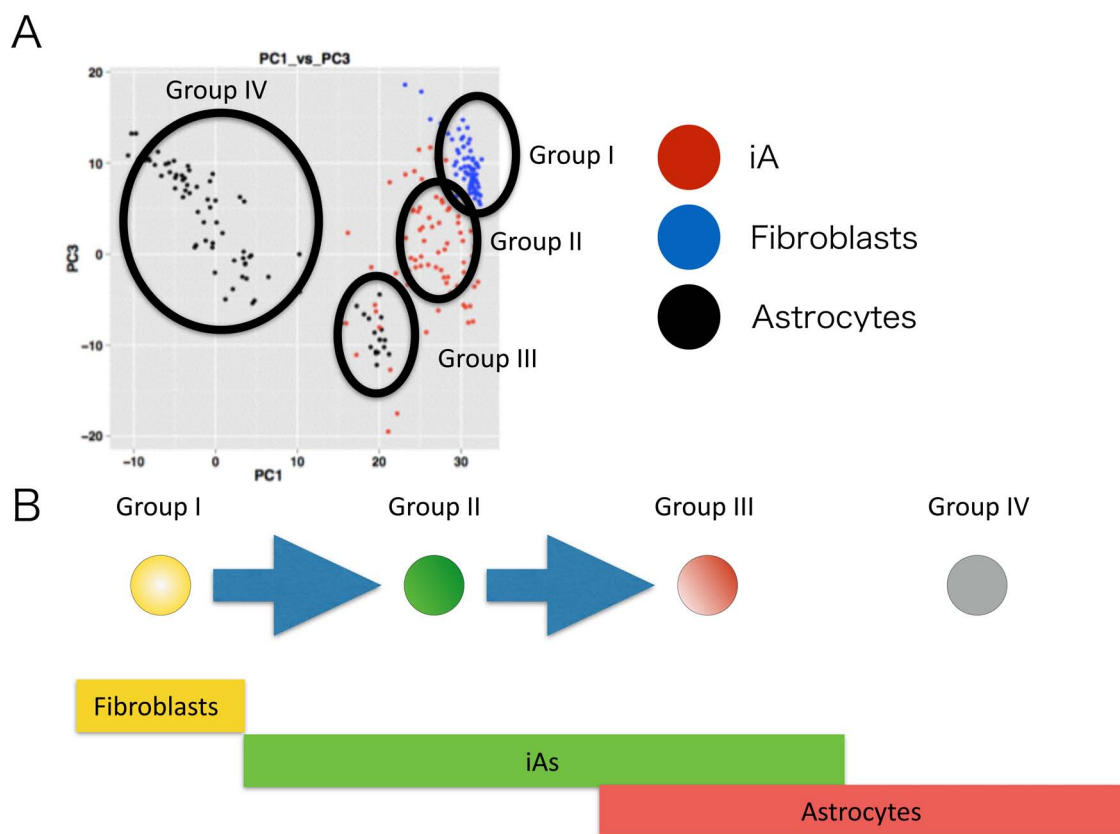 A
PC1_vs_PC3
20
10
0
−10
−20
PC3
−10
0
10
20
30
PC1
Group IV
Group I
Group II
Group III
iA
Fibroblasts
Astrocytes
B
Group I
Group II
Group III
Group IV
Fibroblasts
iAs
Astrocytes